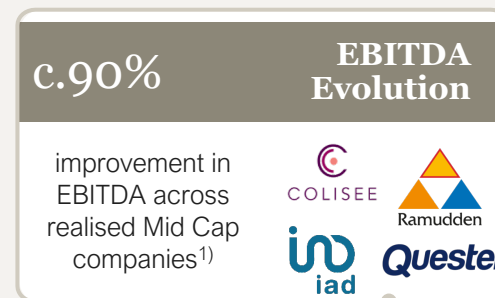 c.90%
EBITDA
Evolution
improvement in
EBITDA across
realised Mid Cap
companies1)
COLISEE
Ramudden
iad
Queste